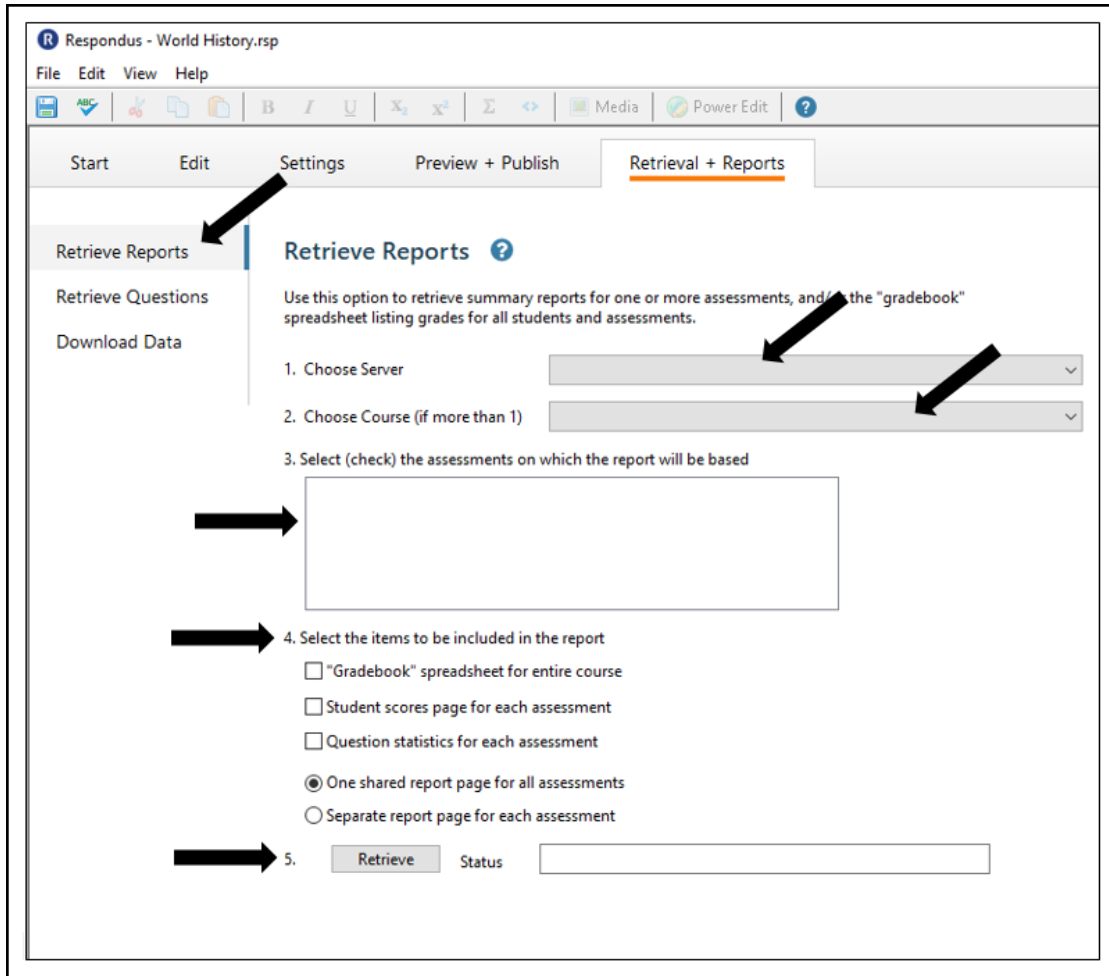 R Respondus - World History.rsp
File Edit View Help
ABC B I U X₂ x² Σ <> Media Power Edit ?
Start Edit Settings Preview + Publish Retrieval + Reports
Retrieve Reports
Retrieve Questions
Download Data
Retrieve Reports ?
Use this option to retrieve summary reports for one or more assessments, and/ the "gradebook"
spreadsheet listing grades for all students and assessments.
1. Choose Server
2. Choose Course (if more than 1)
3. Select (check) the assessments on which the report will be based
4. Select the items to be included in the report
"Gradebook" spreadsheet for entire course
Student scores page for each assessment
Question statistics for each assessment
One shared report page for all assessments
Separate report page for each assessment
5. Retrieve Status